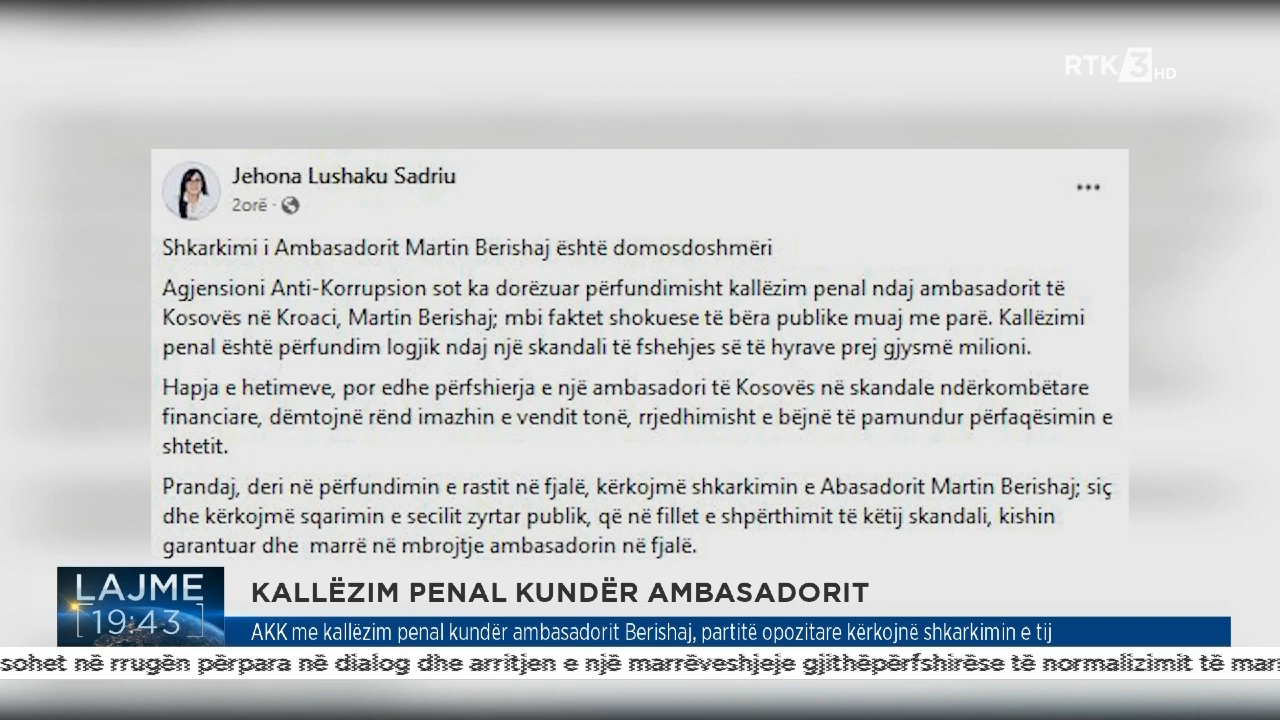 RTK 3 HD
Jehona Lushaku Sadriu
2orë ·
Shkarkimi i Ambasadorit Martin Berishaj është domosdoshmëri
Agjensioni Anti-Korrupsion sot ka dorëzuar përfundimisht kallëzim penal ndaj ambasadorit të
Kosovës në Kroaci, Martin Berishaj; mbi faktet shokuese të bëra publike muaj me parë. Kallëzimi
penal është përfundim logjik ndaj një skandali të fshehjes së të hyrave prej gjysmë milioni.
Hapja e hetimeve, por edhe përfshierja e një ambasadori të Kosovës në skandale ndërkombëtare
financiare, dëmtojnë rënd imazhin e vendit tonë, rrjedhimisht e bëjnë të pamundur përfaqësimin e
shtetit.
Prandaj, deri në përfundimin e rastit në fjalë, kërkojmë shkarkimin e Abasadorit Martin Berishaj; siç
dhe kërkojmë sqarimin e secilit zyrtar publik, që në fillet e shpërthimit të këtij skandali, kishin
garantuar dhe  marrë në mbrojtje ambasadorin në fjalë.
LAJME
19:43
KALLËZIM PENAL KUNDËR AMBASADORIT
AKK me kallëzim penal kundër ambasadorit Berishaj, partitë opozitare kërkojnë shkarkimin e tij
sohet në rrugën përpara në dialog dhe arritjen e një marrëveshjeje gjithëpërfshirëse të normalizimit të mar